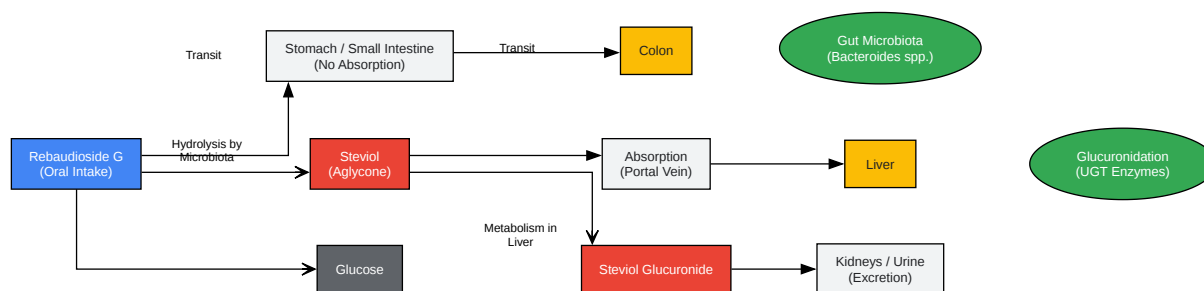 Stomach / Small Intestine
(No Absorption)
Transit
Transit
Colon
Gut Microbiota
(Bacteroides spp.)
Rebaudioside G
(Oral Intake)
Hydrolysis by
Microbiota
Steviol
(Aglycone)
Absorption
(Portal Vein)
Liver
Glucuronidation
(UGT Enzymes)
Metabolism in
Liver
Glucose
Steviol Glucuronide
Kidneys / Urine
(Excretion)